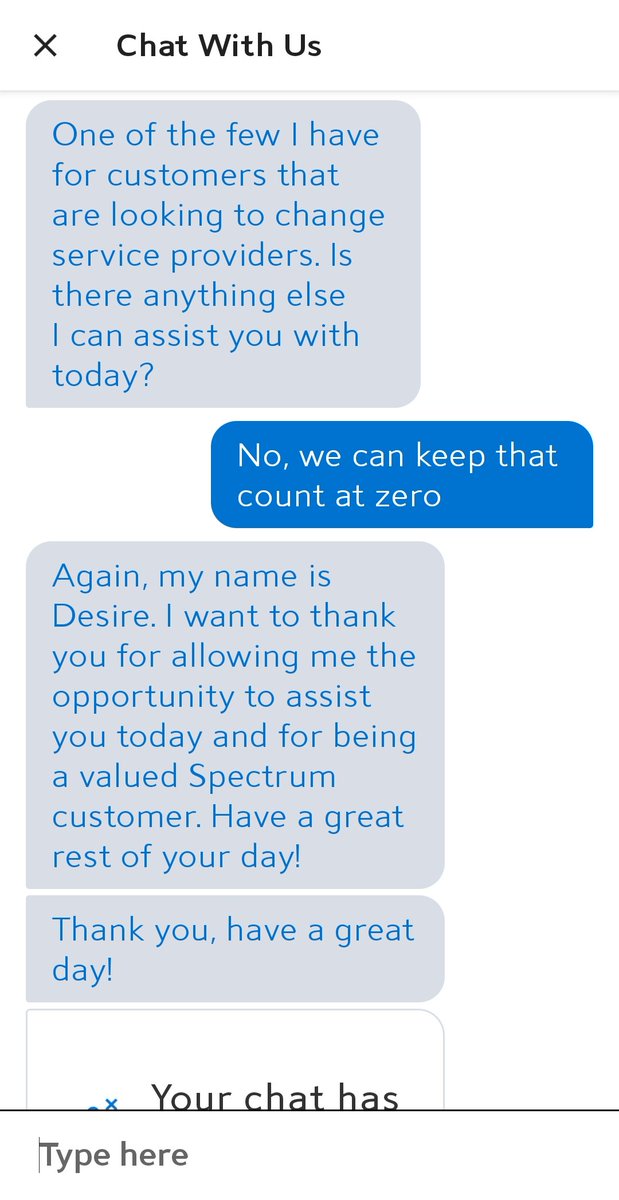 Chat With Us
One of the few I have
for customers that
are looking to change
service providers. Is
there anything else
I can assist you with
today?
No, we can keep that
count at zero
Again, my name is
Desire. I want to thank
you for allowing me the
opportunity to assist
you today and for being
a valued Spectrum
customer. Have a great
rest of your day!
Thank you, have a great
day!
Your chat has
Type here